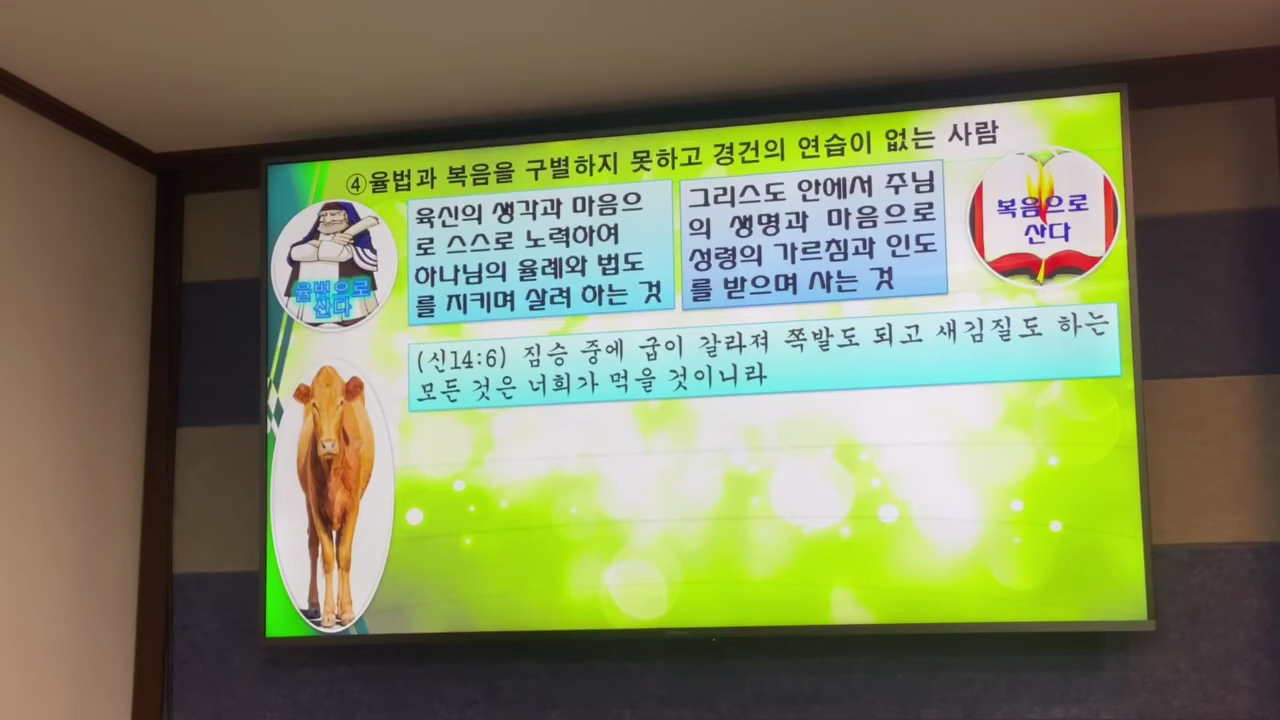 ④율법과 복음을 구별하지 못하고 경건의 연습이 없는 사람
육신의 생각과 마음으
로 스스로 노력하여
하나님의 율례와 법도
를 지키며 살려 하는 것
그리스도 안에서 주님
의 생명과 마음으로
성령의 가르침과 인도
를 받으며 사는 것
복음으로
산다
율법으로
산다
(신14:6) 짐승 중에 굽이 갈라져 쪽발도 되고 새김질도 하는
모든 것은 너희가 먹을 것이니라